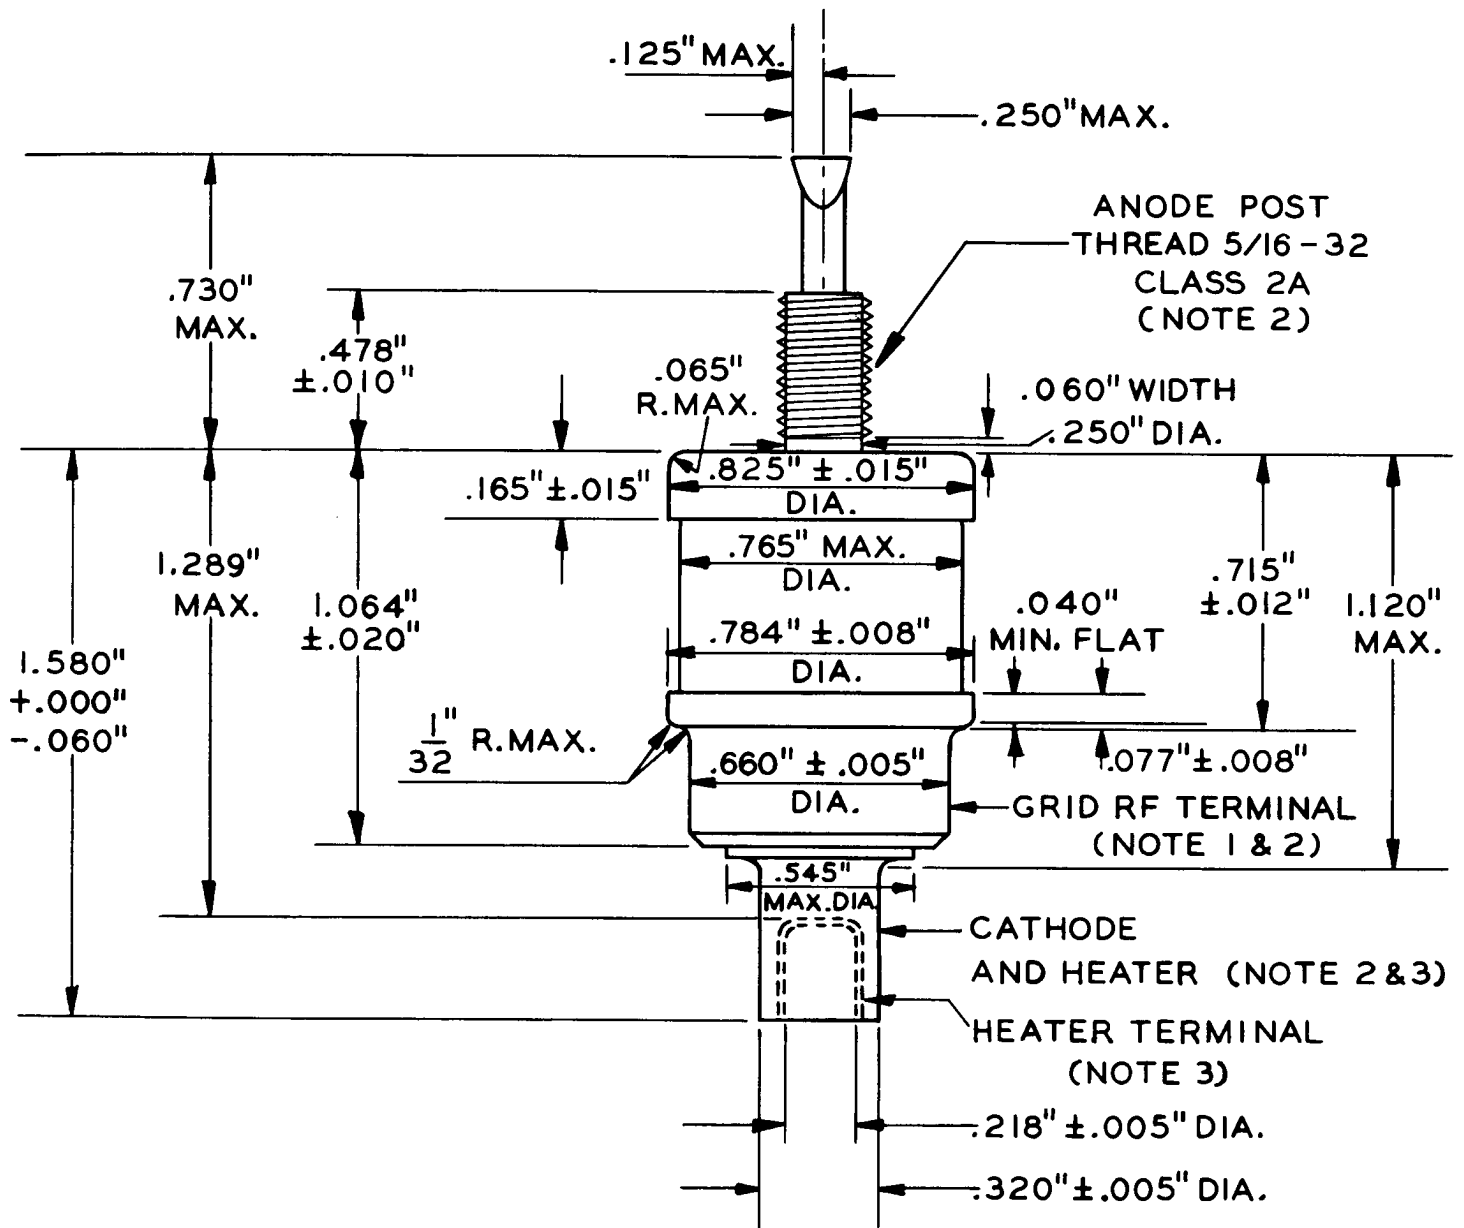 .125" MAX.
.250" MAX.
ANODE POST
THREAD 5/16-32
CLASS 2A
(NOTE 2)
.730"
MAX.
.478"
±.010"
.065"
R.MAX.
.060" WIDTH
.250" DIA.
.165" ±.015"
.825" ±.015"
DIA.
1.289"
MAX.
.765" MAX.
DIA.
.715"
±.012"
1.064"
±.020"
.040"
MIN. FLAT
1.120"
MAX.
.784" ±.008"
DIA.
1.580"
+.000"
-.060"
1/32" R.MAX.
.077" ±.008"
.660" ±.005"
DIA.
GRID RF TERMINAL
(NOTE 1 & 2)
.545"
MAX.DIA.
CATHODE
AND HEATER (NOTE 2 & 3)
HEATER TERMINAL
(NOTE 3)
.218" ±.005" DIA.
.320" ±.005" DIA.